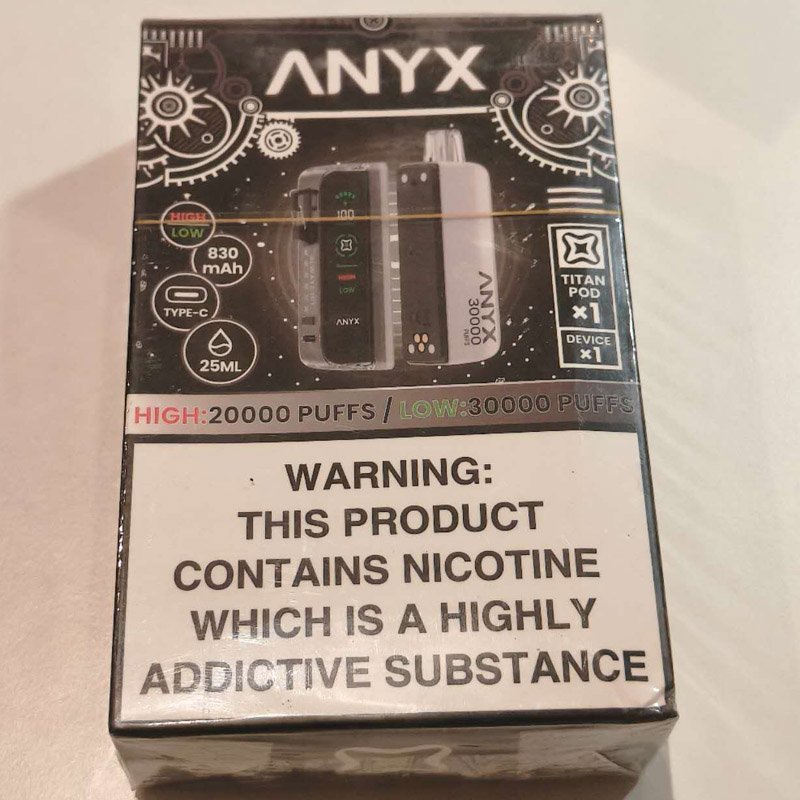 ANYX
HIGH
LOW
830
mAh
TYPE-C
25ML
100
LOW
ANYX
ANYX
30000
PUFFS
TITAN
POD
×1
DEVICE
×1
HIGH:20000 PUFFS / LOW:30000 PUFFS
WARNING:
THIS PRODUCT
CONTAINS NICOTINE
WHICH IS A HIGHLY
ADDICTIVE SUBSTANCE